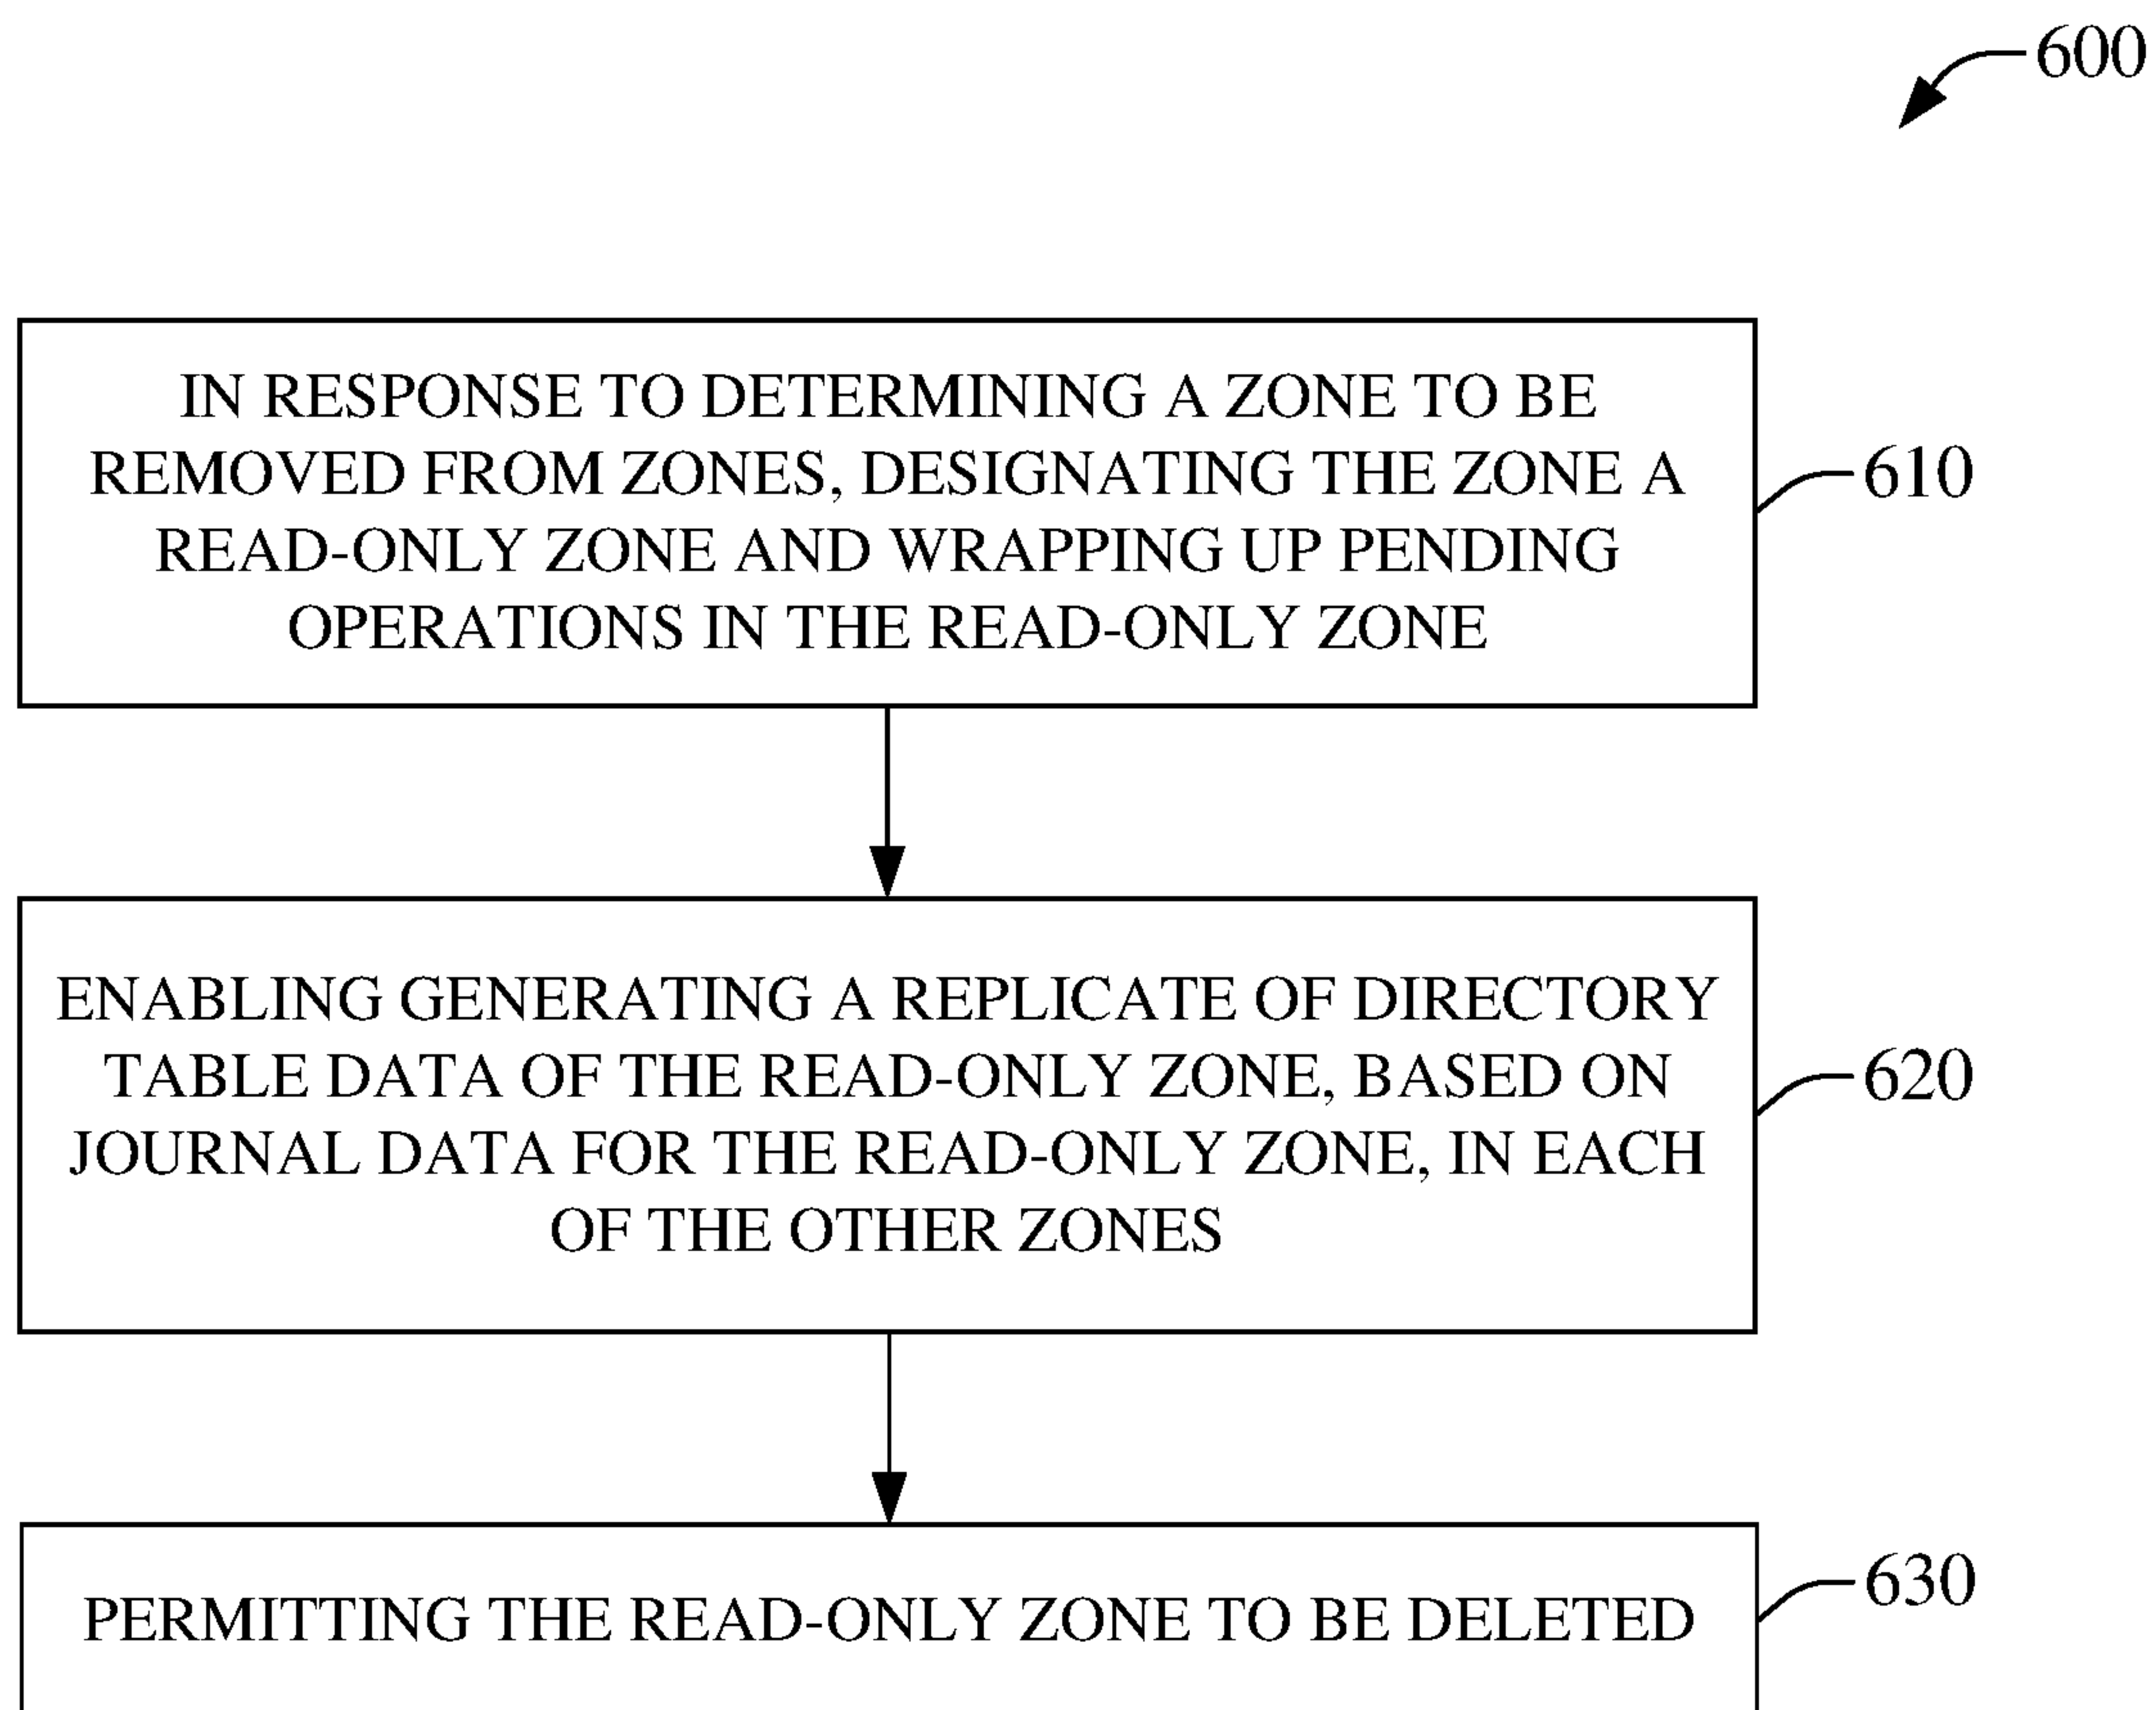 600
IN RESPONSE TO DETERMINING A ZONE TO BE
REMOVED FROM ZONES, DESIGNATING THE ZONE A
READ-ONLY ZONE AND WRAPPING UP PENDING
OPERATIONS IN THE READ-ONLY ZONE
610
ENABLING GENERATING A REPLICATE OF DIRECTORY
TABLE DATA OF THE READ-ONLY ZONE, BASED ON
JOURNAL DATA FOR THE READ-ONLY ZONE, IN EACH
OF THE OTHER ZONES
620
PERMITTING THE READ-ONLY ZONE TO BE DELETED
630